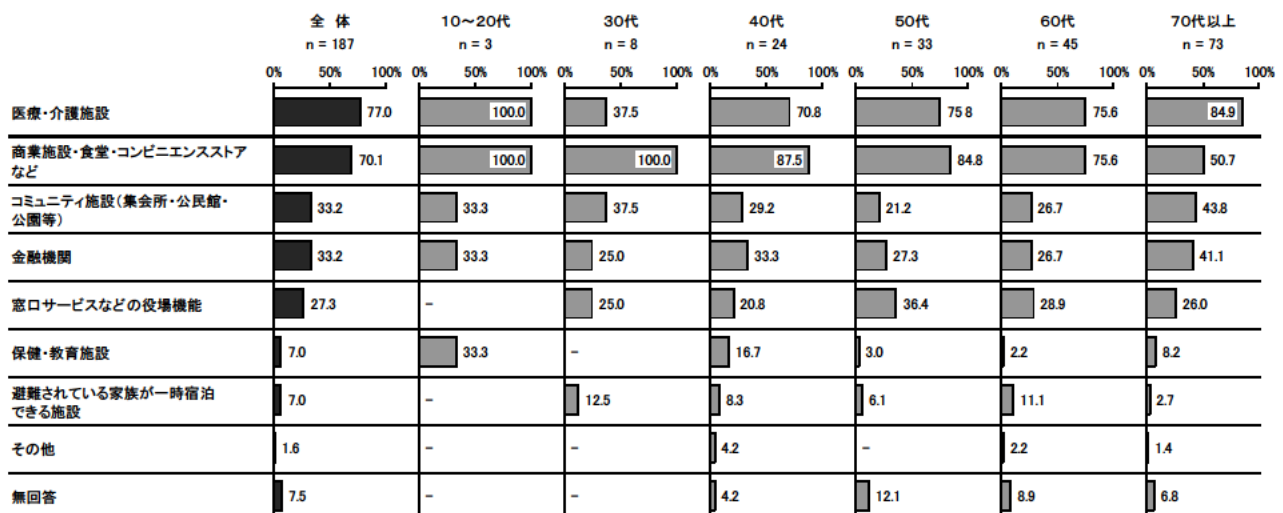 全 体 10～20代 30代 40代 50代 60代 70代以上
n = 187 n = 3 n = 8 n = 24 n = 33 n = 45 n = 73
0% 50% 100% 0% 50% 100% 0% 50% 100% 0% 50% 100% 0% 50% 100% 0% 50% 100% 0% 50% 100%
医療・介護施設 77.0 100.0 37.5 70.8 75 8 75.6 84.9
商業施設・食堂・コンビニエンスストア
など 70.1 100.0 100.0 87.5 84.8 75.6 50.7
コミュニティ施設(集会所・公民館・
公園等) 33.2 33.3 37.5 29.2 21.2 26.7 43.8
金融機関 33.2 33.3 25.0 33.3 27.3 26.7 41.1
窓口サービスなどの役場機能 27.3 － 25.0 20.8 36.4 28.9 26.0
保健・教育施設 7.0 33.3 － 16.7 3.0 2.2 8.2
避難されている家族が一時宿泊
できる施設 7.0 － 12.5 8.3 6.1 11.1 2.7
その他 1.6 － － 4.2 － 2.2 1.4
無回答 7.5 － － 4.2 12.1 8.9 6.8